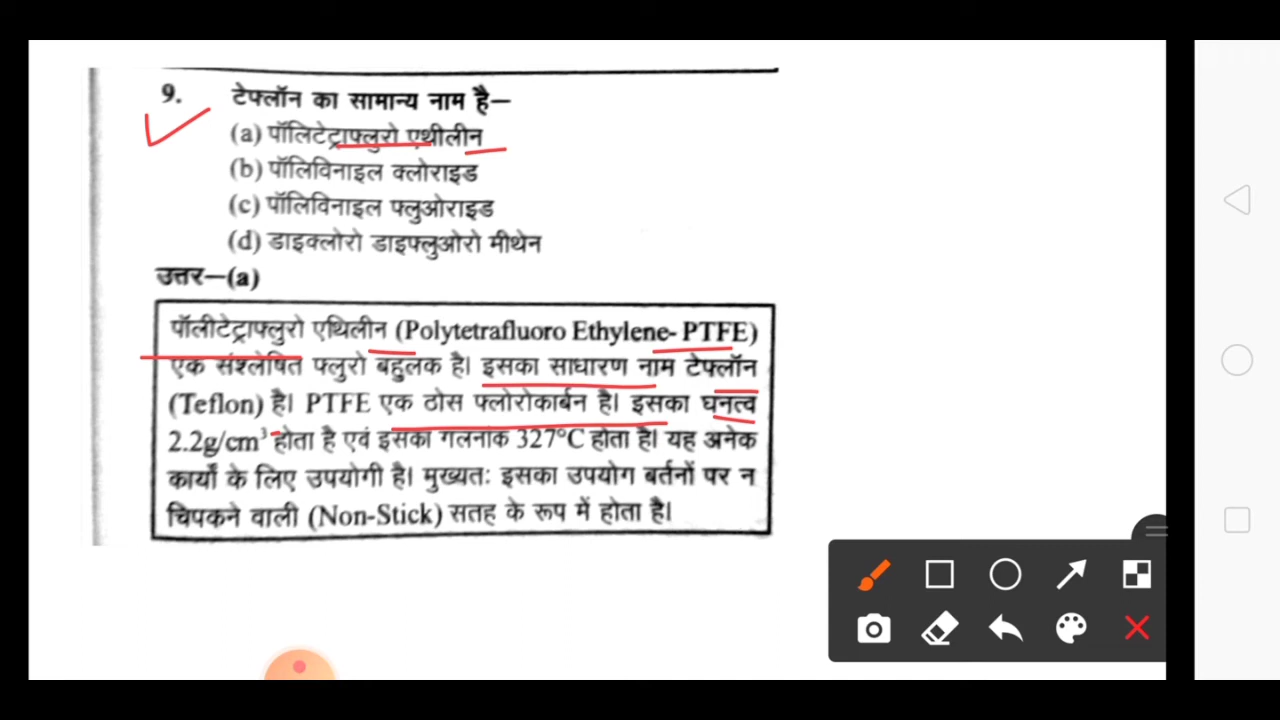 9. टेफ्लॉन का सामान्य नाम है—
(a) पॉलिटेट्राफ्लुरो एथीलीन
(b) पॉलिविनाइल क्लोराइड
(c) पॉलिविनाइल फ्लुओराइड
(d) डाइक्लोरो डाइफ्लुओरो मीथेन
उत्तर—(a)
पॉलीटेट्राफ्लुरो एथिलीन (Polytetrafluoro Ethylene- PTFE)
एक संश्लेषित फ्लुरो बहुलक है। इसका साधारण नाम टेफ्लॉन
(Teflon) है। PTFE एक ठोस फ्लोरोकार्बन है। इसका घनत्व
2.2g/cm³ होता है एवं इसका गलनांक 327°C होता है। यह अनेक
कार्यों के लिए उपयोगी है। मुख्यतः इसका उपयोग बर्तनों पर न
चिपकने वाली (Non-Stick) सतह के रूप में होता है।